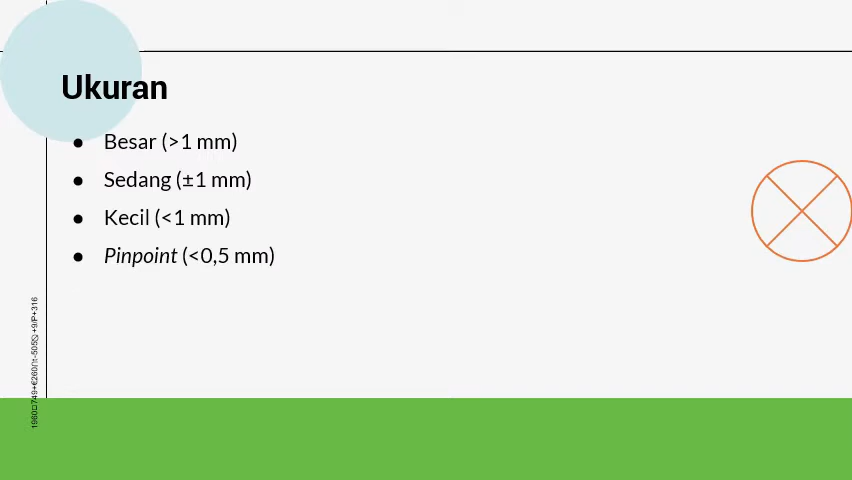 Ukuran
● Besar (>1 mm)
● Sedang (±1 mm)
● Kecil (<1 mm)
● Pinpoint (<0,5 mm)